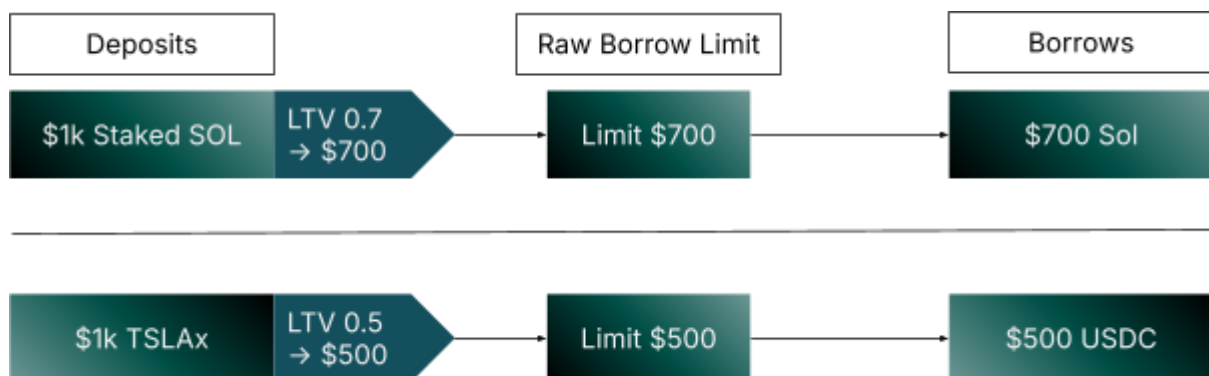 Deposits
Raw Borrow Limit
Borrows
$1k Staked SOL
LTV 0.7
→ $700
Limit $700
$700 Sol
$1k TSLAx
LTV 0.5
→ $500
Limit $500
$500 USDC